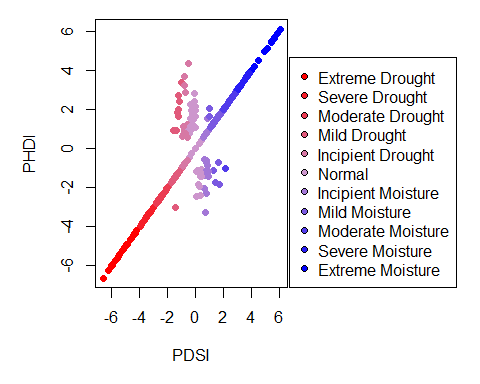 6
4
2
0
-2
-4
-6
PHDI
-6 -4 -2 0 2 4 6
PDSI
Extreme Drought
Severe Drought
Moderate Drought
Mild Drought
Incipient Drought
Normal
Incipient Moisture
Mild Moisture
Moderate Moisture
Severe Moisture
Extreme Moisture